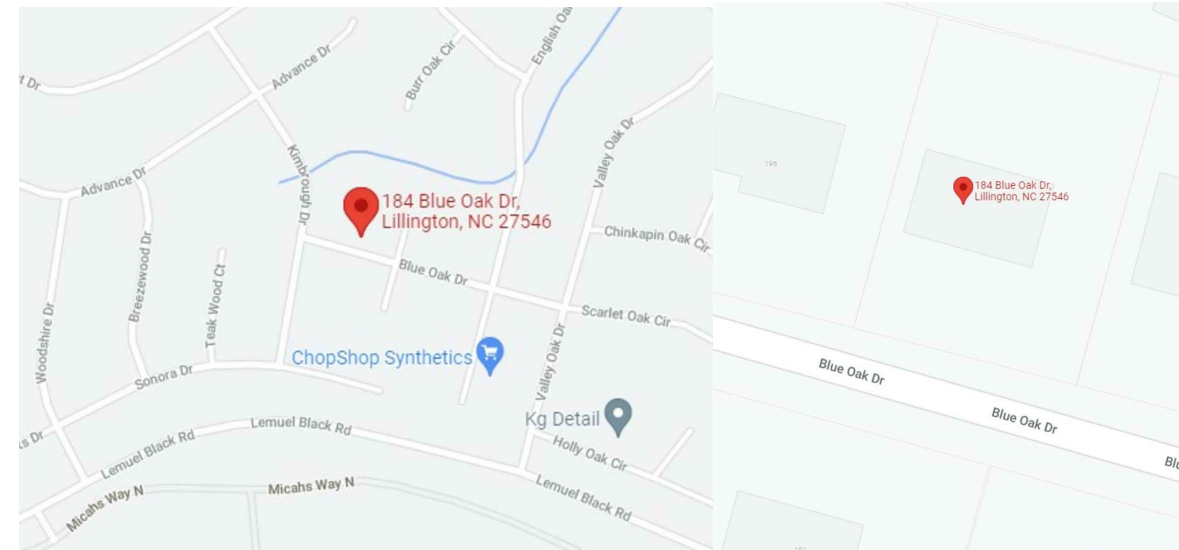 English Oa
Advance Dr
Burr Oak Cir
t Dr
Valley Oak Dr
Kimbrough Dr
Advance Dr
184 Blue Oak Dr,
Lillington, NC 27546
Chinkapin Oak Cir
Breezewood Dr
Blue Oak Dr
Teak Wood Ct
Scarlet Oak Cir
Woodshire Dr
ChopShop Synthetics
Valley Oak Dr
Sonora Dr
Kg Detail
Lemuel Black Rd
ks Dr
Lemuel Black Rd
Holly Oak Cir
Micahs Way N
Micahs Way N
Lemuel Black Rd
196
184 Blue Oak Dr,
Lillington, NC 27546
Blue Oak Dr
Blue Oak Dr
Blu